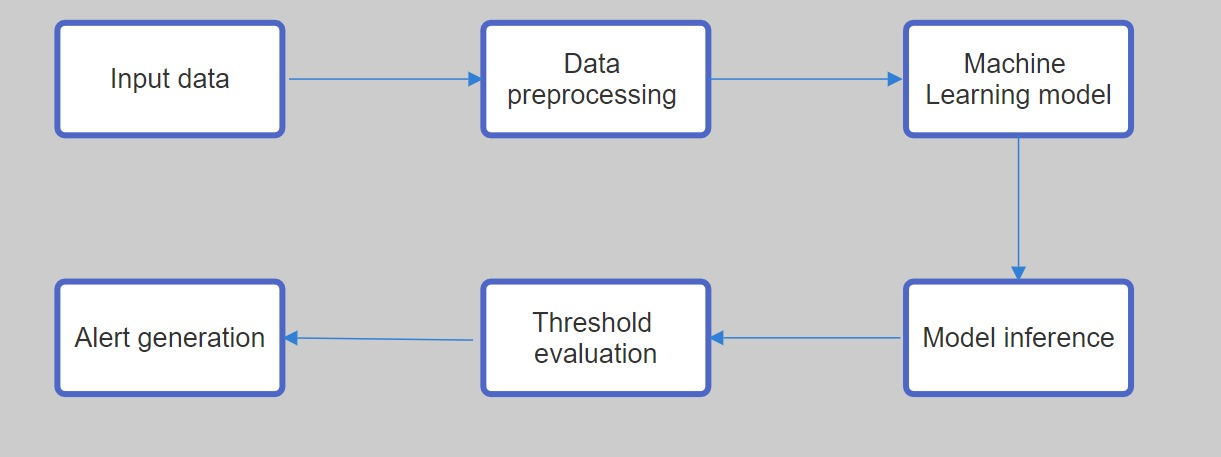 Input data
Data
preprocessing
Machine
Learning model
Alert generation
Threshold
evaluation
Model inference